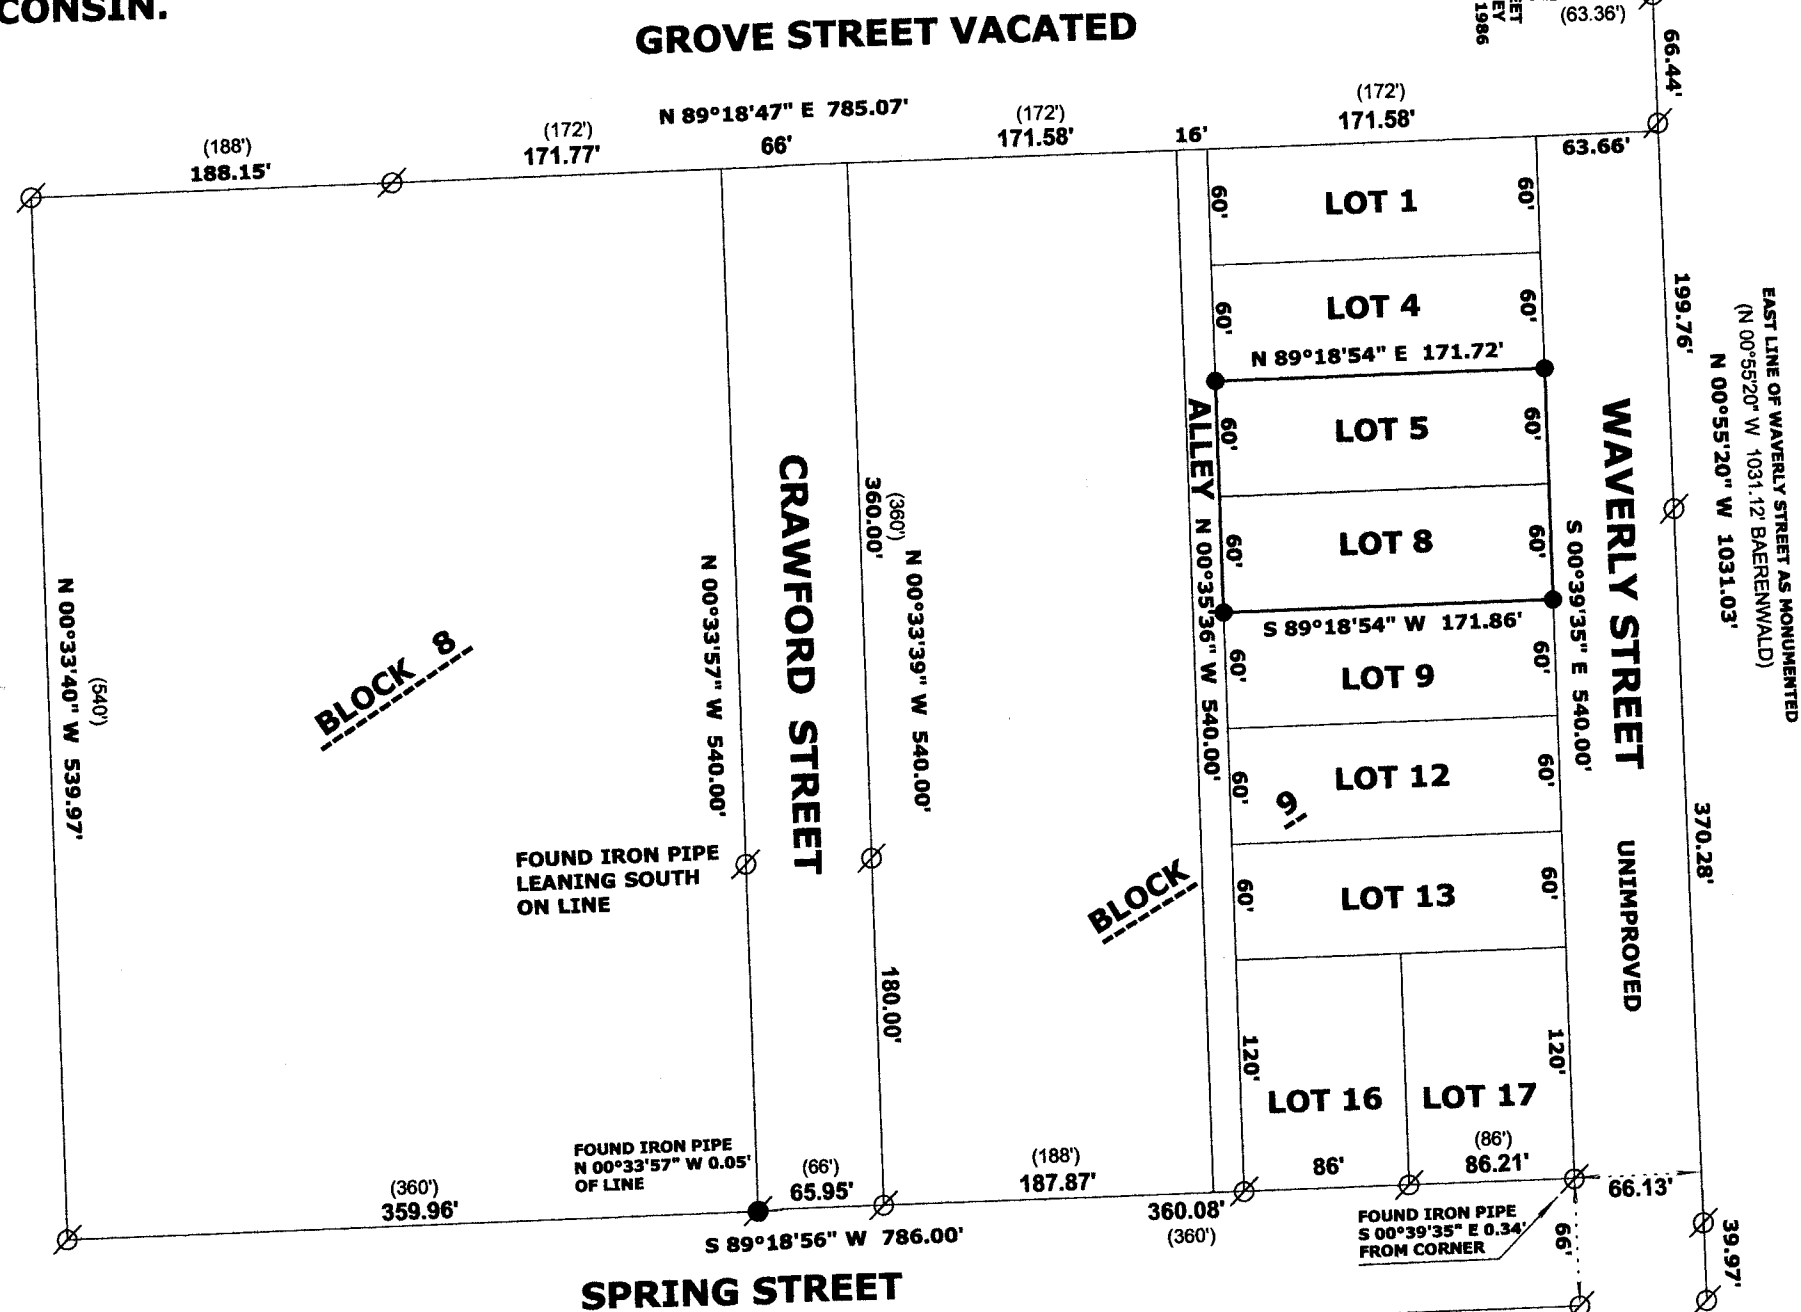 CONSIN.
GROVE STREET VACATED
1986
(63.36')
66.44'
N 89°18'47" E 785.07'
(188')
188.15'
(172')
171.77'
66'
(172')
171.58'
16'
(172')
171.58'
63.66'
60'
LOT 1
60'
60'
LOT 4
60'
N 89°18'54" E 171.72'
199.76'
EAST LINE OF WAVERLY STREET AS MONUMENTED
(N 00°55'20" W 1031.12' BAERENWALD)
N 00°55'20" W 1031.03'
60'
LOT 5
60'
60'
LOT 8
60'
S 89°18'54" W 171.86'
ALLEY N 00°35'36" W 540.00'
S 00°39'35" E 540.00'
WAVERLY STREET UNIMPROVED
CRAWFORD STREET
(360')
360.00'
N 00°33'39" W 540.00'
N 00°33'57" W 540.00'
(540')
N 00°33'40" W 539.97'
BLOCK 8
60'
LOT 9
60'
60'
LOT 12
60'
BLOCK 9
370.28'
FOUND IRON PIPE
LEANING SOUTH
ON LINE
60'
LOT 13
60'
180.00'
120'
120'
LOT 16
LOT 17
FOUND IRON PIPE
N 00°33'57" W 0.05'
OF LINE
(360')
359.96'
(66')
65.95'
(188')
187.87'
86'
(86')
86.21'
66.13'
360.08'
(360')
S 89°18'56" W 786.00'
FOUND IRON PIPE
S 00°39'35" E 0.34'
FROM CORNER
66'
39.97'
SPRING STREET